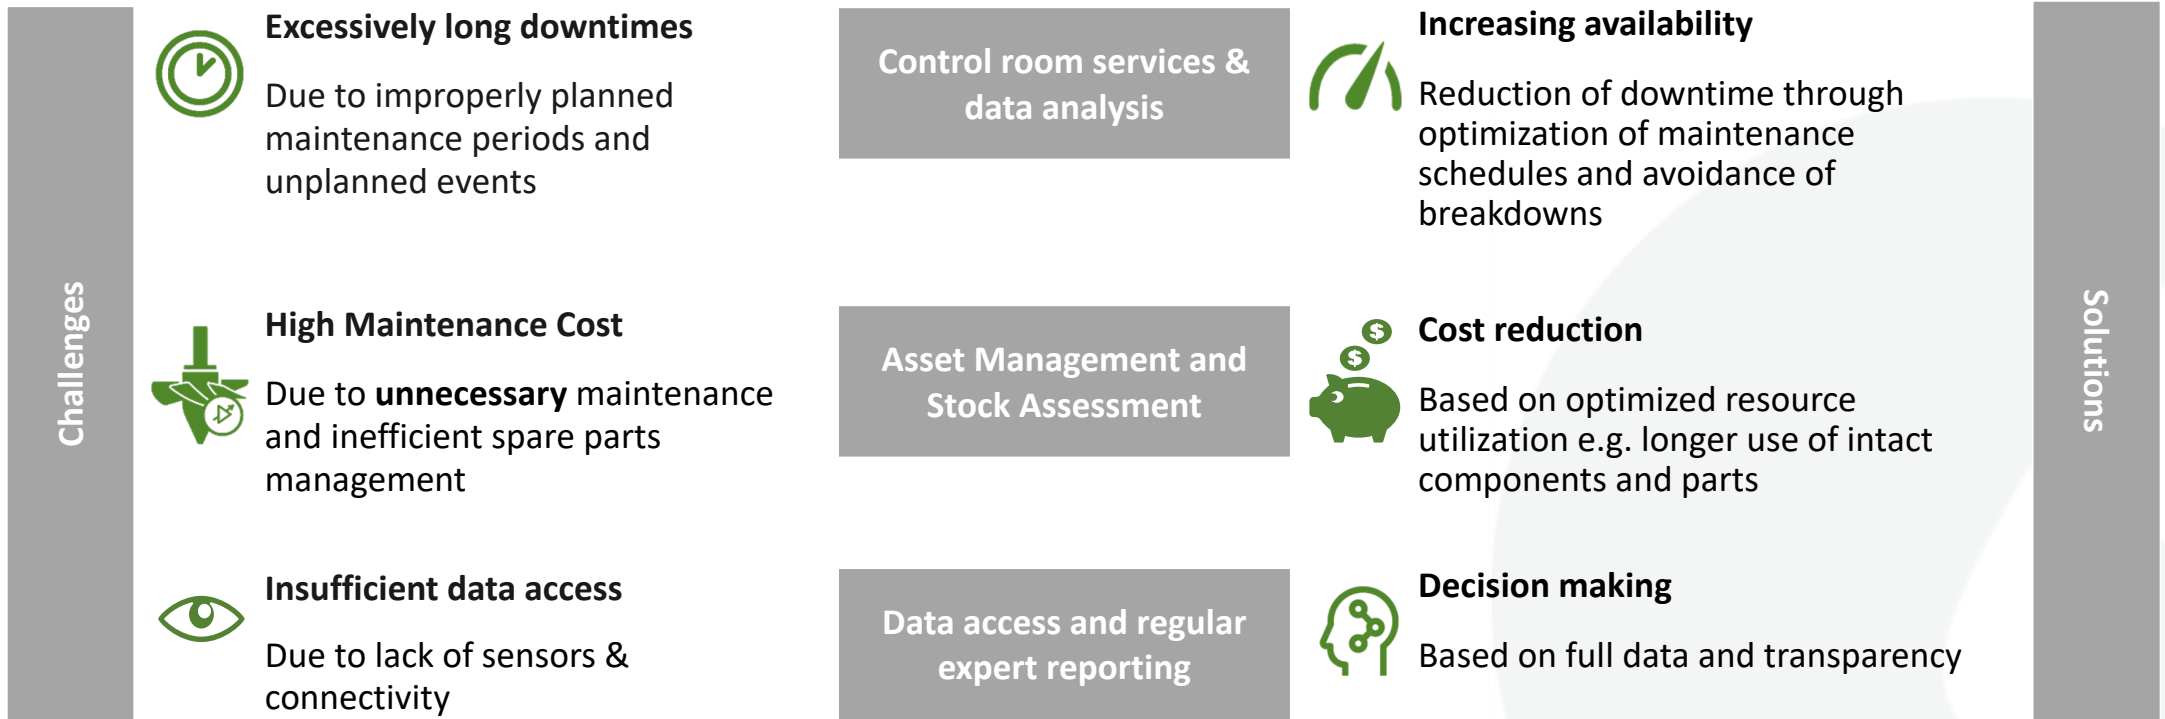 Challenges
Excessively long downtimes
Due to improperly planned
maintenance periods and
unplanned events
Control room services &
data analysis
Increasing availability
Reduction of downtime through
optimization of maintenance
schedules and avoidance of
breakdowns
High Maintenance Cost
Due to unnecessary maintenance
and inefficient spare parts
management
Asset Management and
Stock Assessment
$
$
Cost reduction
Based on optimized resource
utilization e.g. longer use of intact
components and parts
Insufficient data access
Due to lack of sensors &
connectivity
Data access and regular
expert reporting
Decision making
Based on full data and transparency
Solutions